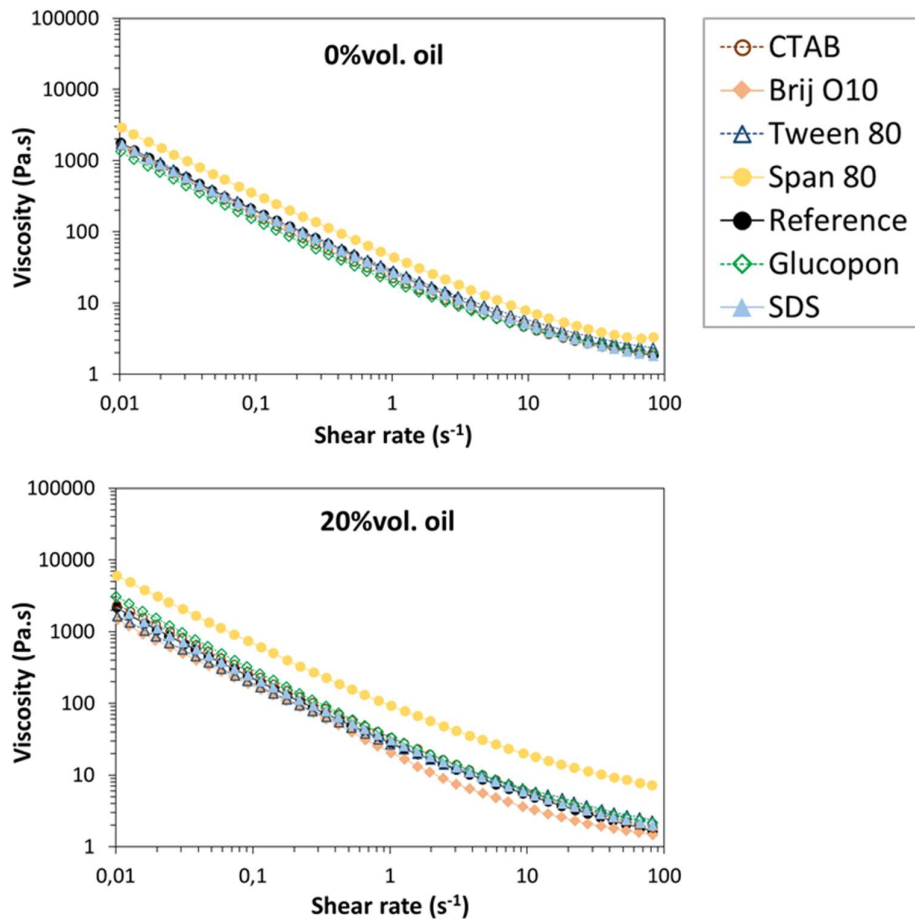 0%vol. oil
Viscosity (Pa.s)
100000
10000
1000
100
10
1
0,01 0,1 1 10 100
Shear rate (s⁻¹)
CTAB
Brij O10
Tween 80
Span 80
Reference
Glucopon
SDS
20%vol. oil
Viscosity (Pa.s)
100000
10000
1000
100
10
1
0,01 0,1 1 10 100
Shear rate (s⁻¹)